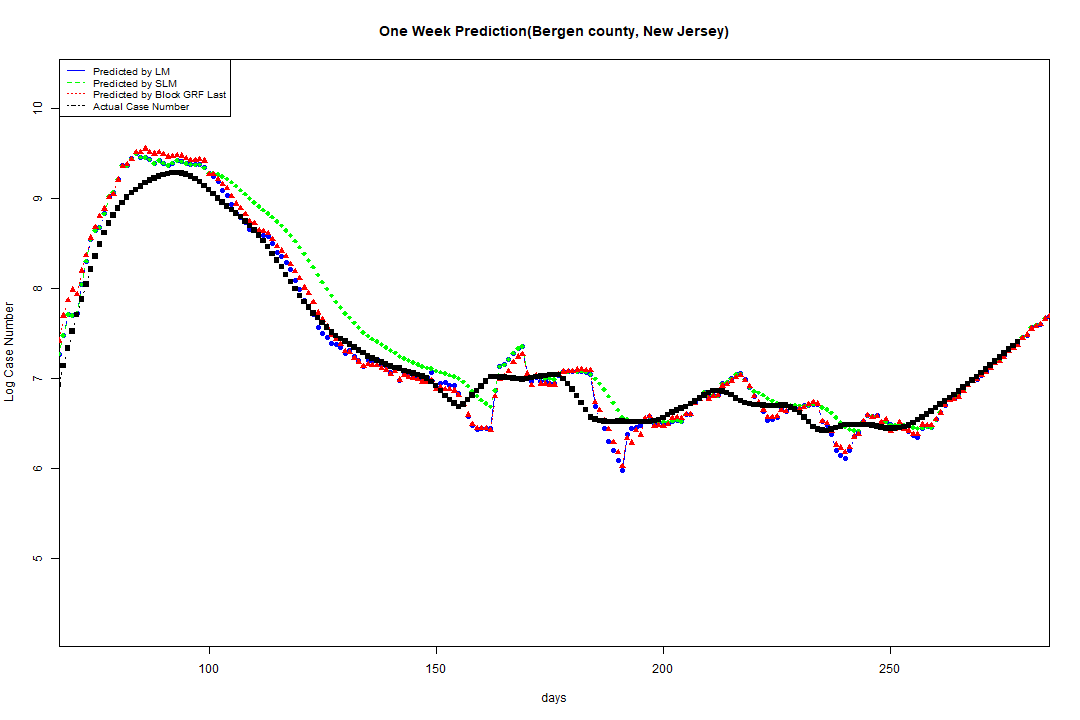 One Week Prediction(Bergen county, New Jersey)
Predicted by LM
Predicted by SLM
Predicted by Block GRF Last
Actual Case Number
10
9
8
7
6
5
Log Case Number
100
150
200
250
days